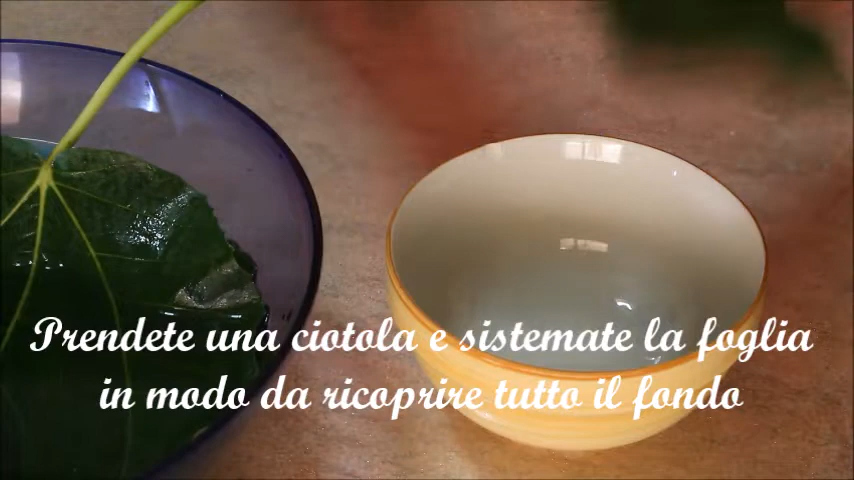 Prendete una ciotola e sistemate la foglia
in modo da ricoprire tutto il fondo